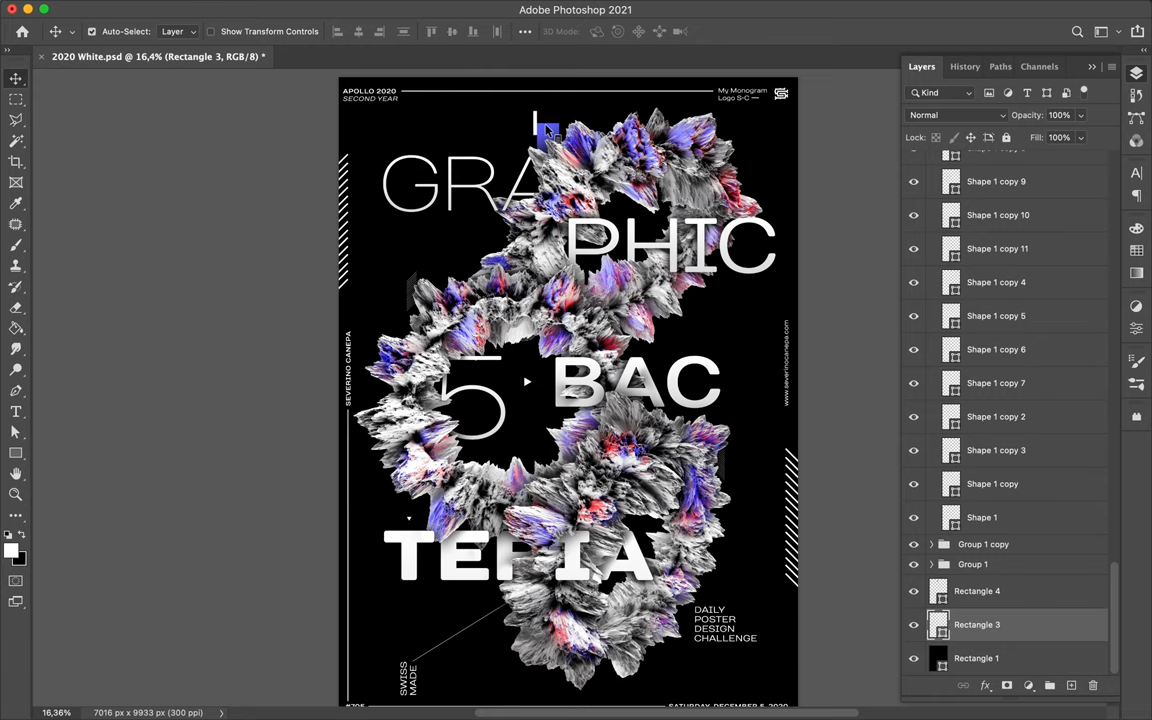 Adobe Photoshop 2021
Auto-Select: Layer Show Transform Controls 3D Mode:
2020 White.psd @ 16,4% (Rectangle 3, RGB/8) *
Layers History Paths Channels
Kind
Normal Opacity: 100%
Lock: Fill: 100%
Shape 1 copy 9
Shape 1 copy 10
Shape 1 copy 11
Shape 1 copy 4
Shape 1 copy 5
Shape 1 copy 6
Shape 1 copy 7
Shape 1 copy 2
Shape 1 copy 3
Shape 1 copy
Shape 1
Group 1 copy
Group 1
Rectangle 4
Rectangle 3
Rectangle 1
APOLLO 2020
SECOND YEAR
My Monogram
Logo S-C —
GRA
PHIC
5
BAC
SEVERINO CANEPA
www.severinocanepa.com
DAILY
POSTER
DESIGN
CHALLENGE
SWISS
MADE
SATURDAY, DECEMBER 5, 2020
16,36% 7016 px x 9933 px (300 ppi)